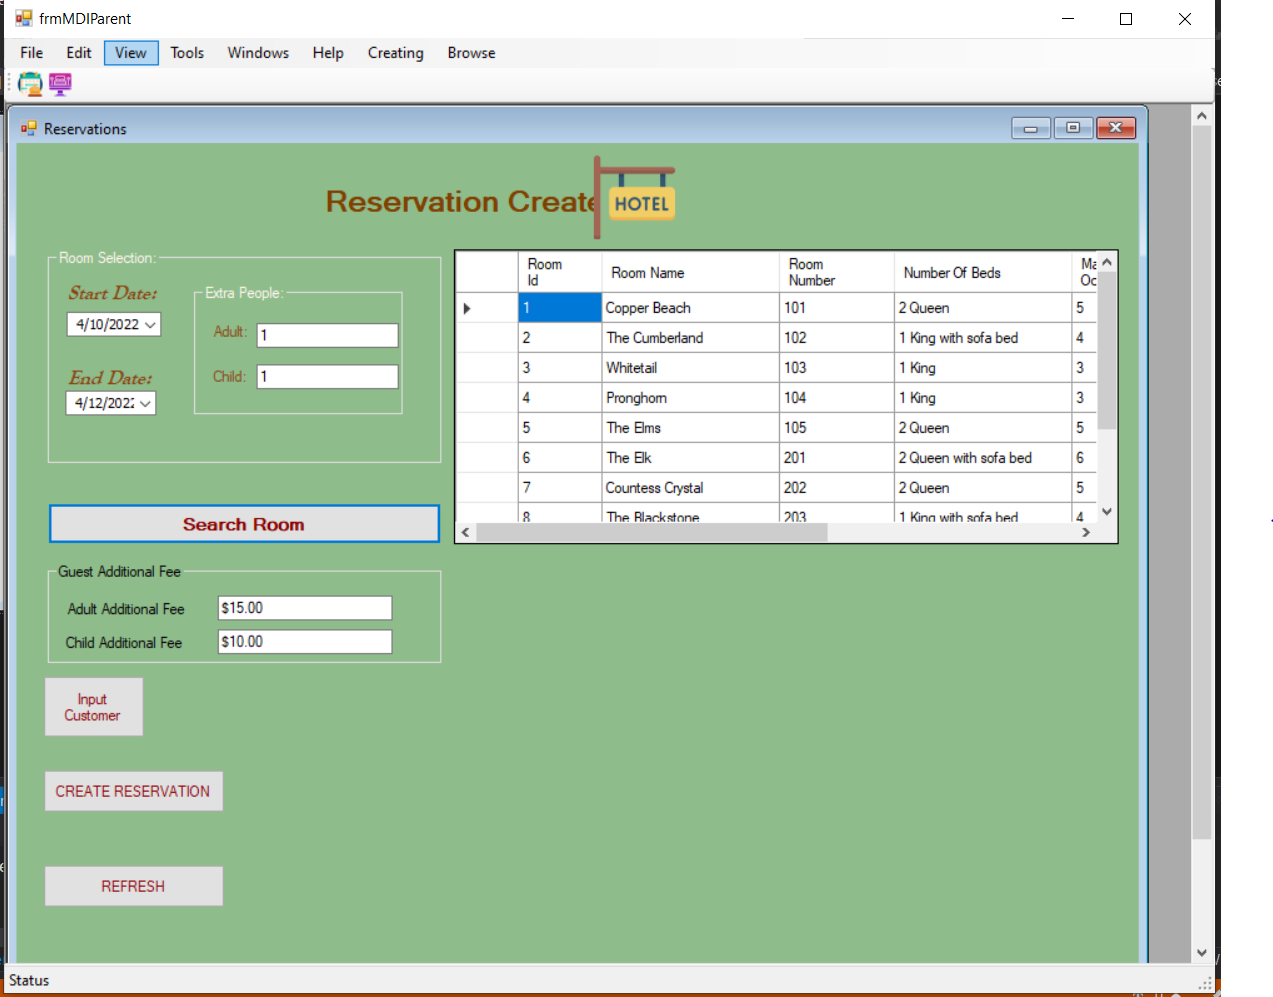 frmMDIParent
File Edit View Tools Windows Help Creating Browse
Reservations
Reservation Create
HOTEL
Room Selection:
Start Date:
4/10/2022
End Date:
4/12/2022
Extra People:
Adult: 1
Child: 1
Search Room
Guest Additional Fee
Adult Additional Fee $15.00
Child Additional Fee $10.00
Input
Customer
CREATE RESERVATION
REFRESH
Room Id Room Name Room Number Number Of Beds
1 Copper Beach 101 2 Queen 5
2 The Cumberland 102 1 King with sofa bed 4
3 Whitetail 103 1 King 3
4 Pronghorn 104 1 King 3
5 The Elms 105 2 Queen 5
6 The Elk 201 2 Queen with sofa bed 6
7 Countess Crystal 202 2 Queen 5
8 The Blackstone 203 1 King with sofa bed 4
Status